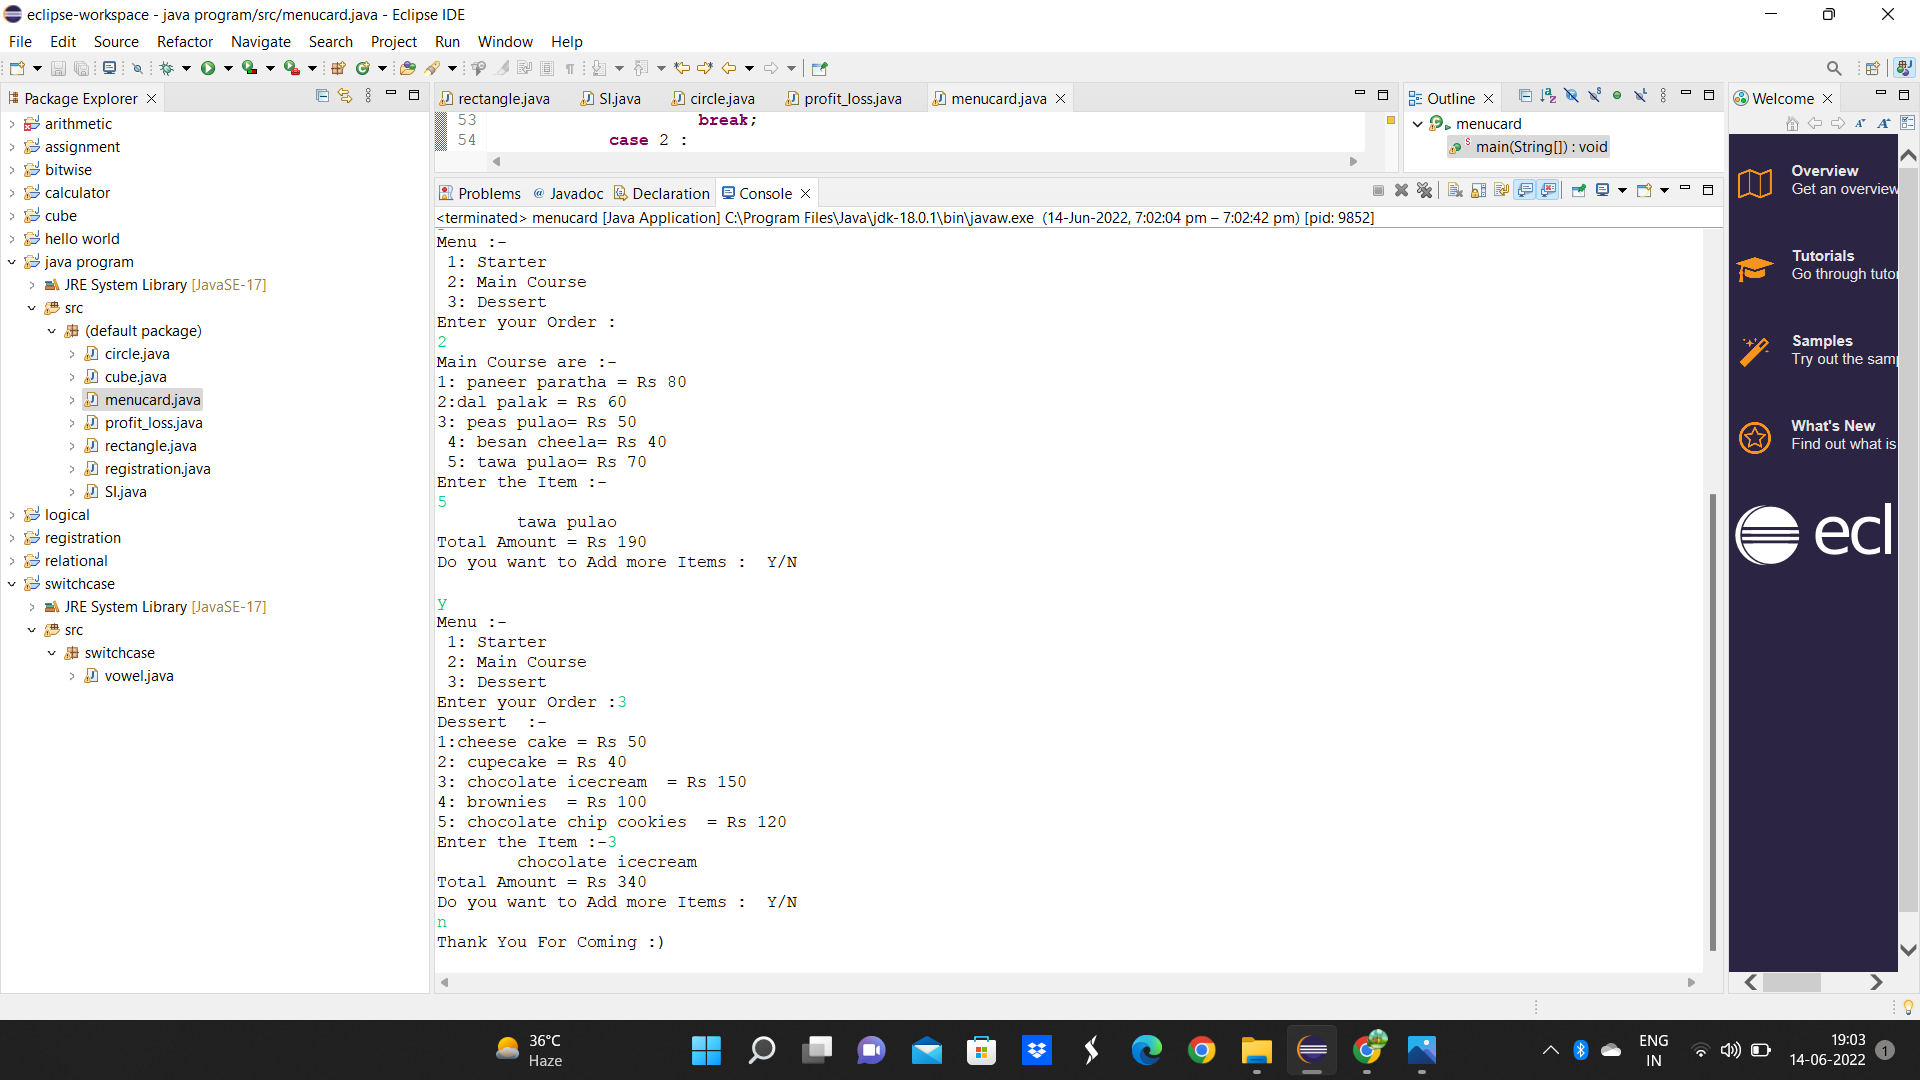 eclipse-workspace - java program/src/menucard.java - Eclipse IDE
File Edit Source Refactor Navigate Search Project Run Window Help
Package Explorer
arithmetic
assignment
bitwise
calculator
cube
hello world
java program
JRE System Library [JavaSE-17]
src
(default package)
circle.java
cube.java
menucard.java
profit_loss.java
rectangle.java
registration.java
SI.java
logical
registration
relational
switchcase
JRE System Library [JavaSE-17]
src
switchcase
vowel.java
rectangle.java SI.java circle.java profit_loss.java menucard.java
53 break;
54 case 2 :
Problems @ Javadoc Declaration Console
<terminated> menucard [Java Application] C:\Program Files\Java\jdk-18.0.1\bin\javaw.exe (14-Jun-2022, 7:02:04 pm – 7:02:42 pm) [pid: 9852]
Menu :-
1: Starter
2: Main Course
3: Dessert
Enter your Order :
2
Main Course are :-
1: paneer paratha = Rs 80
2:dal palak = Rs 60
3: peas pulao= Rs 50
4: besan cheela= Rs 40
5: tawa pulao= Rs 70
Enter the Item :-
5
tawa pulao
Total Amount = Rs 190
Do you want to Add more Items : Y/N
y
Menu :-
1: Starter
2: Main Course
3: Dessert
Enter your Order :3
Dessert :-
1:cheese cake = Rs 50
2: cupecake = Rs 40
3: chocolate icecream = Rs 150
4: brownies = Rs 100
5: chocolate chip cookies = Rs 120
Enter the Item :-3
chocolate icecream
Total Amount = Rs 340
Do you want to Add more Items : Y/N
n
Thank You For Coming :)
Outline
menucard
main(String[]) : void
Welcome
Overview
Get an overview
Tutorials
Go through tutor
Samples
Try out the samp
What's New
Find out what is
ecl
36°C
Haze
ENG
IN
19:03
14-06-2022
1